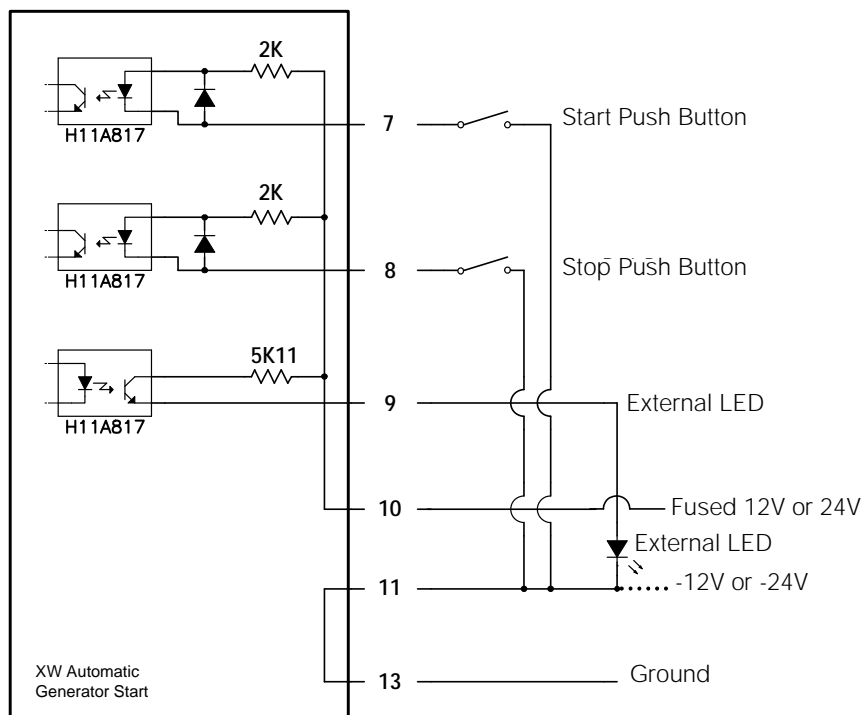 2K
H11A817
7
Start Push Button
2K
H11A817
8
Stop Push Button
5K11
H11A817
9
External LED
10
Fused 12V or 24V
External LED
11
-12V or -24V
XW Automatic
Generator Start
13
Ground